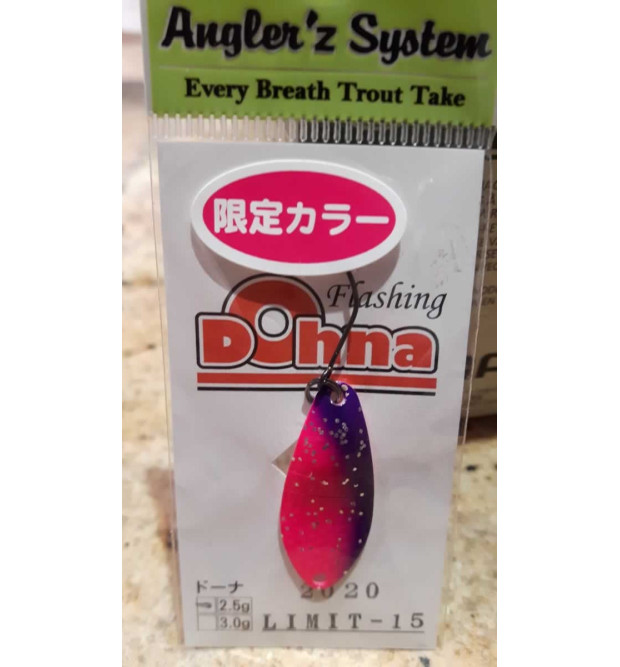 Angler'z System
Every Breath Trout Take
限定カラー
Flashing
Dohna
ドーナ
2020
2.5g
3.0g
LIMIT-15